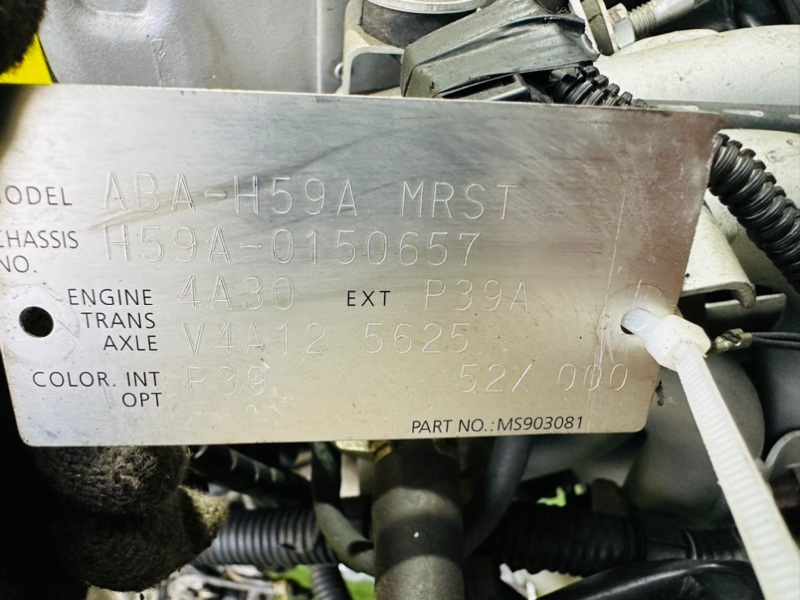 MODEL ABA-H59A MRST
CHASSIS H59A-0150657
NO.
ENGINE 4A30 EXT P39A
TRANS
AXLE V4A12 5625
COLOR. INT P39 52/ 000
OPT
PART NO.: MS903081